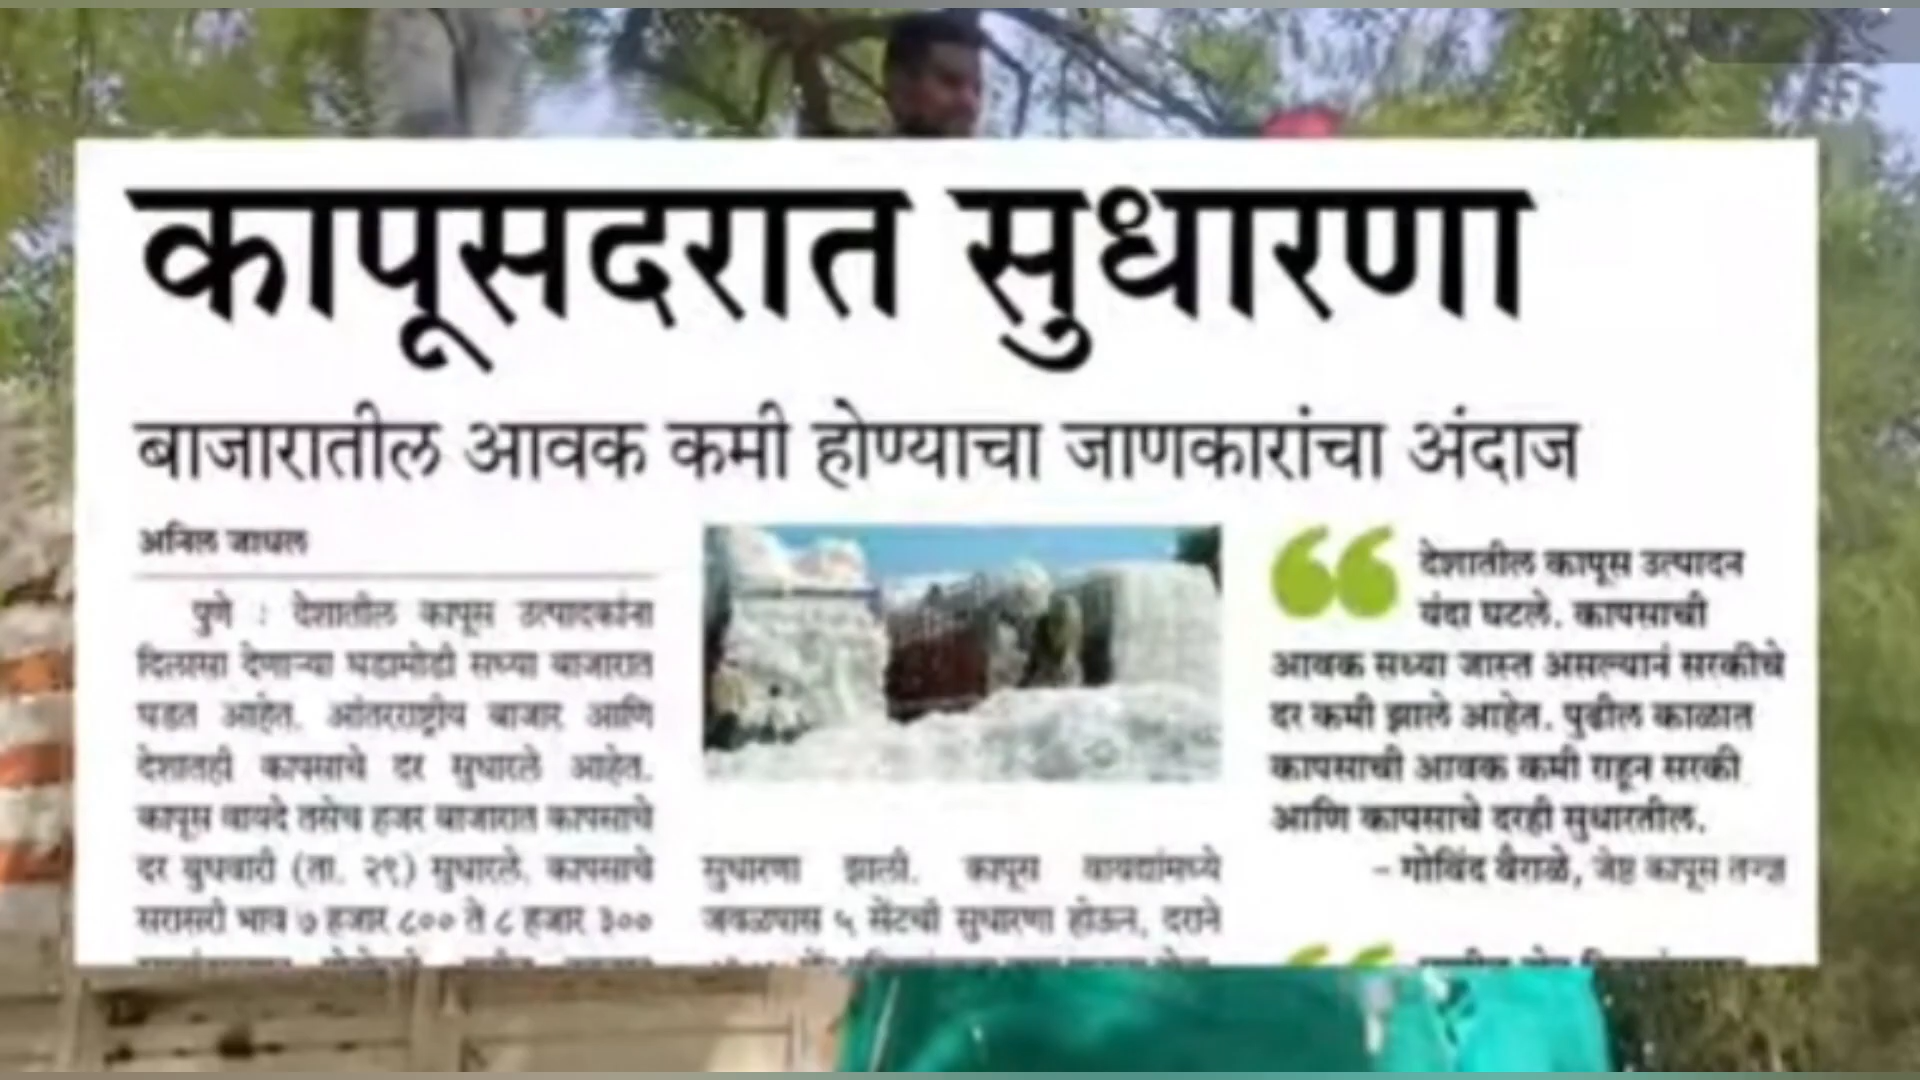 कापूसदरात सुधारणा
बाजारातील आवक कमी होण्याचा जाणकारांचा अंदाज
अनिल जाधव
पुणे : देशातील कापूस उत्पादकांना
दिलासा देणाऱ्या घडामोडी सध्या बाजारात
घडत आहेत. आंतरराष्ट्रीय बाजार आणि
देशातही कापसाचे दर सुधारले आहेत.
कापूस वायदे तसेच हजर बाजारात कापसाचे
दर बुधवारी (ता. २९) सुधारले. कापसाचे
सरासरी भाव ७ हजार ८०० ते ८ हजार ३००
सुधारणा झाली. कापूस वायद्यांमध्ये
जवळपास ५ सेंटची सुधारणा होऊन, दराने
देशातील कापूस उत्पादन
यंदा घटले. कापसाची
आवक सध्या जास्त असल्यानं सरकीचे
दर कमी झाले आहेत. पुढील काळात
कापसाची आवक कमी राहून सरकी
आणि कापसाचे दरही सुधारतील.
- गोविंद वैराळे, जेष्ठ कापूस तज्ज्ञ